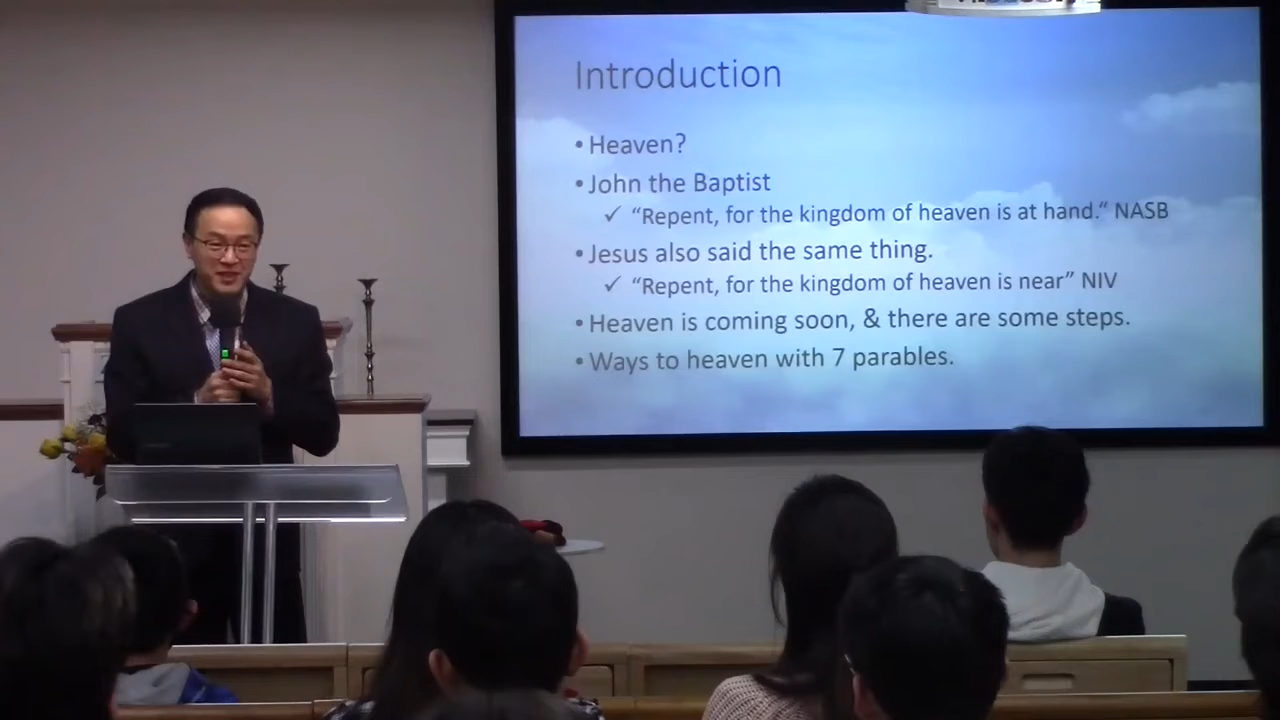 Introduction
• Heaven?
• John the Baptist
✓ “Repent, for the kingdom of heaven is at hand.“ NASB
• Jesus also said the same thing.
✓ “Repent, for the kingdom of heaven is near” NIV
• Heaven is coming soon, & there are some steps.
• Ways to heaven with 7 parables.